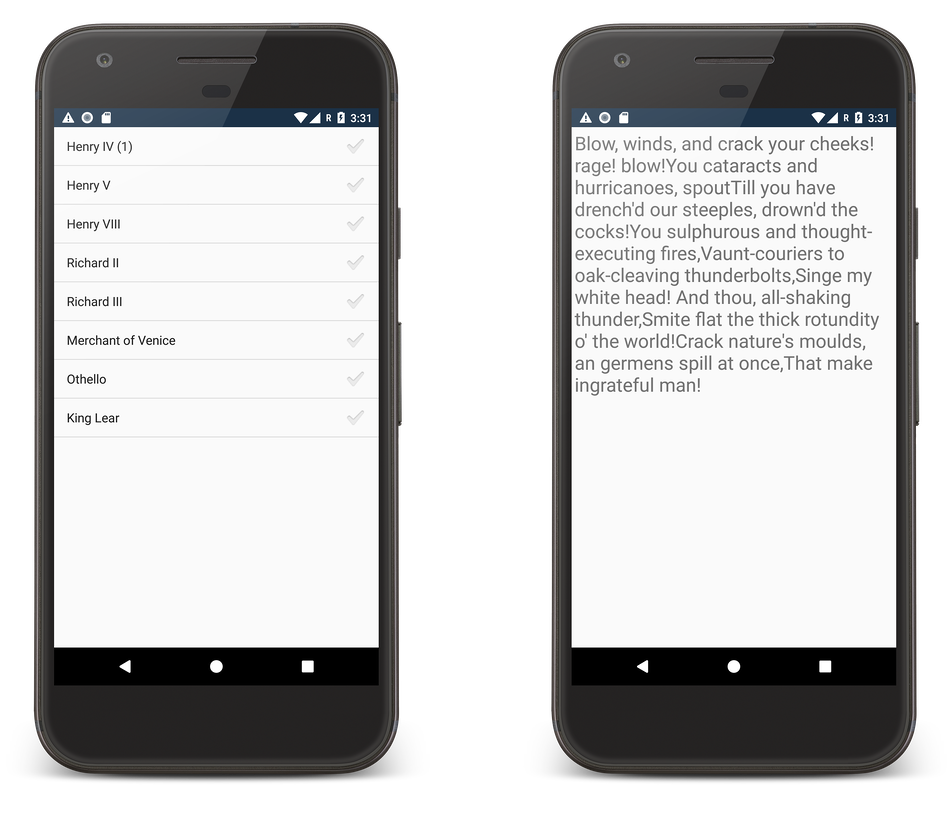 R 3:31
Henry IV (1)
Henry V
Henry VIII
Richard II
Richard III
Merchant of Venice
Othello
King Lear
R 3:31
Blow, winds, and crack your cheeks!
rage! blow!You cataracts and
hurricanoes, spoutTill you have
drench'd our steeples, drown'd the
cocks!You sulphurous and thought-
executing fires,Vaunt-couriers to
oak-cleaving thunderbolts,Singe my
white head! And thou, all-shaking
thunder,Smite flat the thick rotundity
o' the world!Crack nature's moulds,
an germens spill at once,That make
ingrateful man!